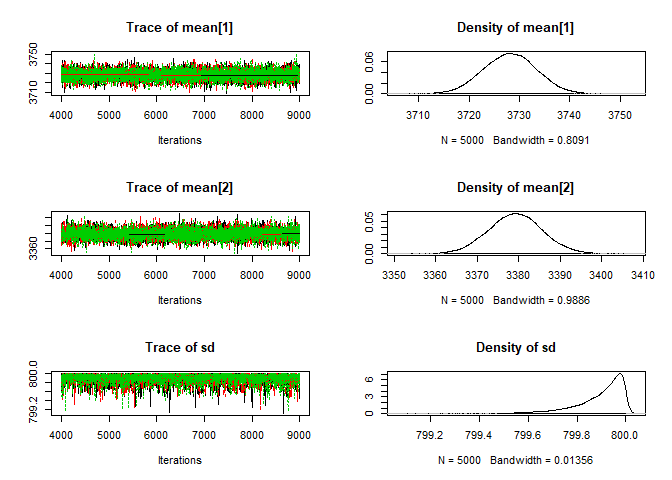 Trace of mean[1]
3710 3750
4000 5000 6000 7000 8000 9000
Iterations
Density of mean[1]
0.00 0.06
3710 3720 3730 3740 3750
N = 5000 Bandwidth = 0.8091
Trace of mean[2]
3360
4000 5000 6000 7000 8000 9000
Iterations
Density of mean[2]
0.00 0.05
3350 3360 3370 3380 3390 3400 3410
N = 5000 Bandwidth = 0.9886
Trace of sd
799.2 800.0
4000 5000 6000 7000 8000 9000
Iterations
Density of sd
0 3 6
799.2 799.4 799.6 799.8 800.0
N = 5000 Bandwidth = 0.01356